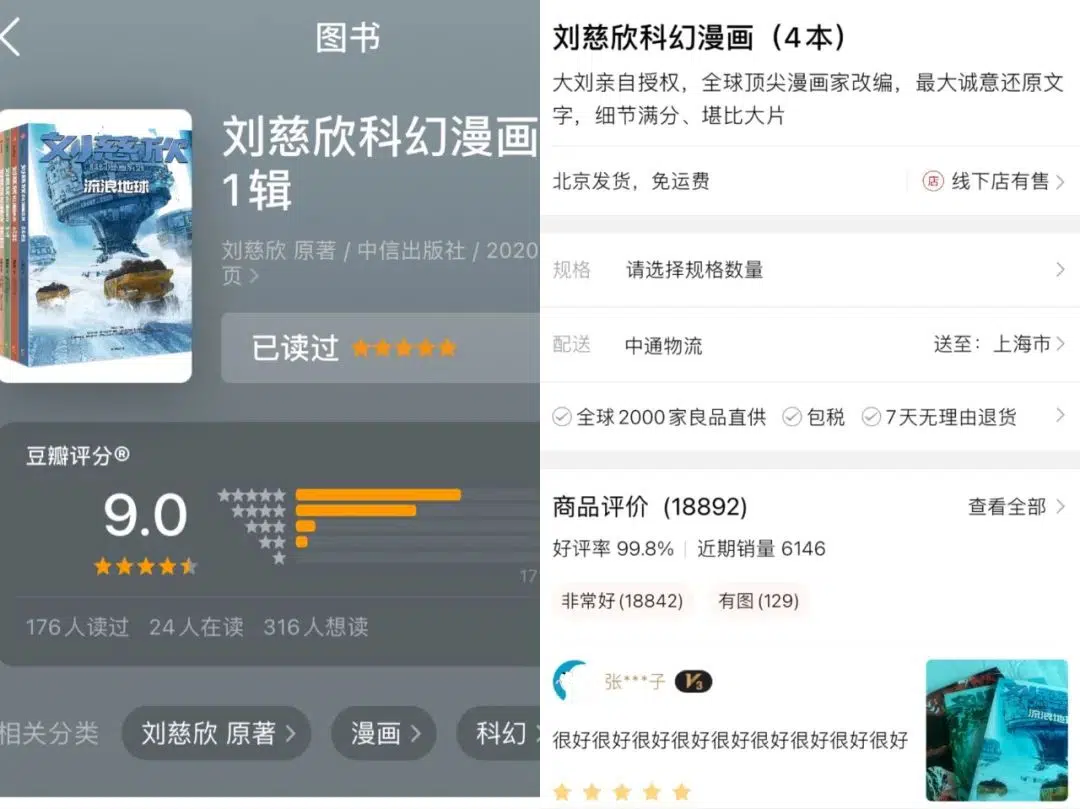 图书
刘慈欣
流浪地球
刘慈欣科幻漫画
1辑
刘慈欣 原著 / 中信出版社 / 2020
页
已读过
豆瓣评分®
9.0
17
176人读过 24人在读 316人想读
相关分类
刘慈欣 原著
漫画
科幻
刘慈欣科幻漫画（4本）
大刘亲自授权，全球顶尖漫画家改编，最大诚意还原文
字，细节满分、堪比大片
北京发货，免运费
店 线下店有售
规格 请选择规格数量
配送 中通物流 送至：上海市
全球2000家良品直供 包税 7天无理由退货
商品评价（18892） 查看全部
好评率 99.8% | 近期销量 6146
非常好(18842) 有图(129)
张***子 V3
很好很好很好很好很好很好很好很好很好
流浪地球